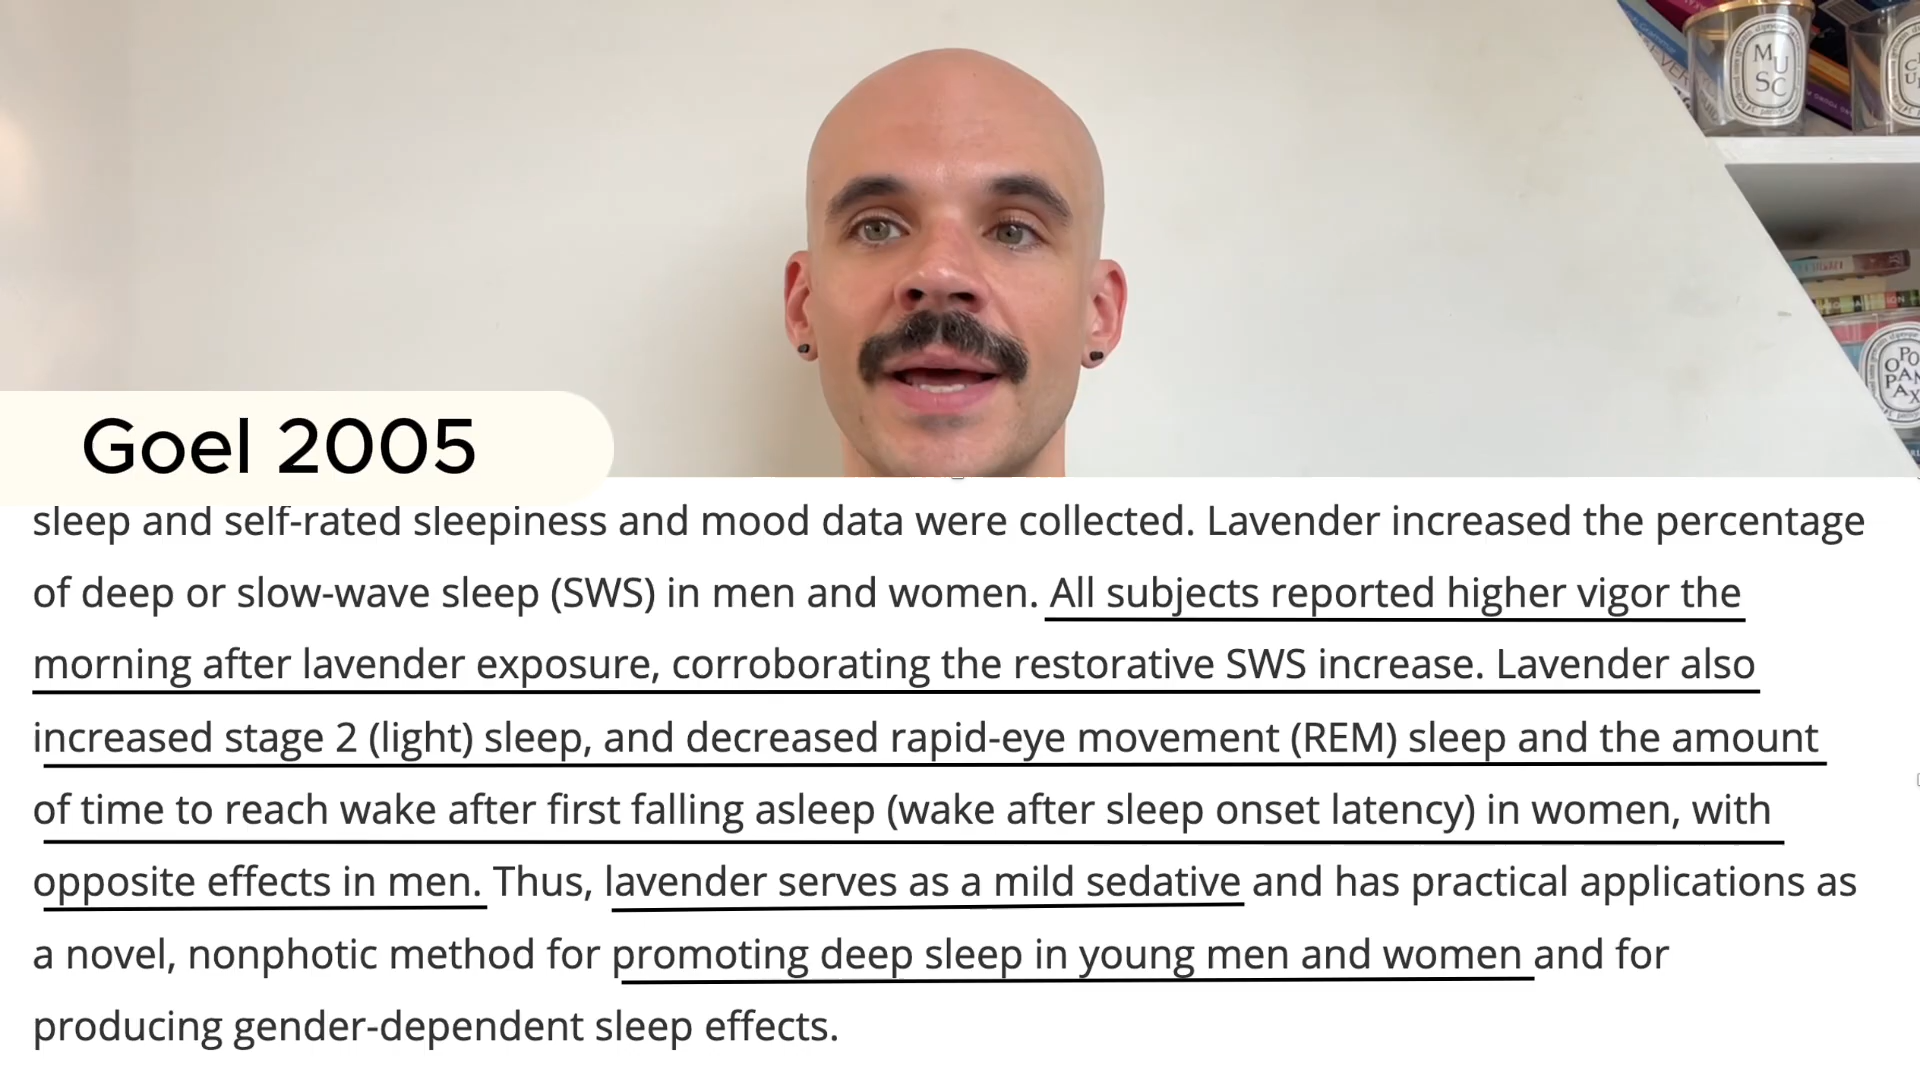 MU
SC
OPO
PAN
AX
Goel 2005
sleep and self-rated sleepiness and mood data were collected. Lavender increased the percentage
of deep or slow-wave sleep (SWS) in men and women. All subjects reported higher vigor the
morning after lavender exposure, corroborating the restorative SWS increase. Lavender also
increased stage 2 (light) sleep, and decreased rapid-eye movement (REM) sleep and the amount
of time to reach wake after first falling asleep (wake after sleep onset latency) in women, with
opposite effects in men. Thus, lavender serves as a mild sedative and has practical applications as
a novel, nonphotic method for promoting deep sleep in young men and women and for
producing gender-dependent sleep effects.